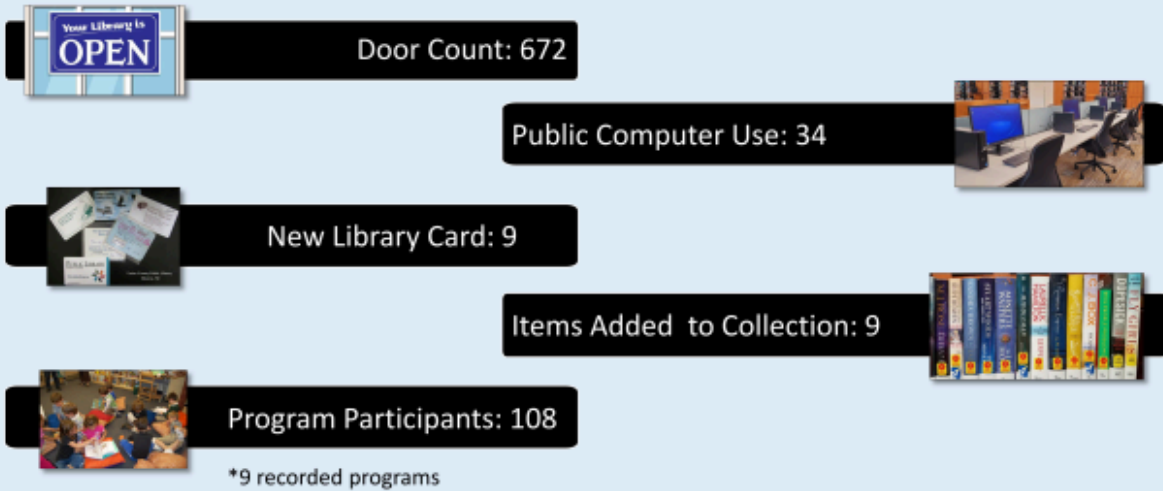 Your Library is
OPEN
Door Count: 672
Public Computer Use: 34
New Library Card: 9
Items Added  to Collection: 9
Program Participants: 108
*9 recorded programs